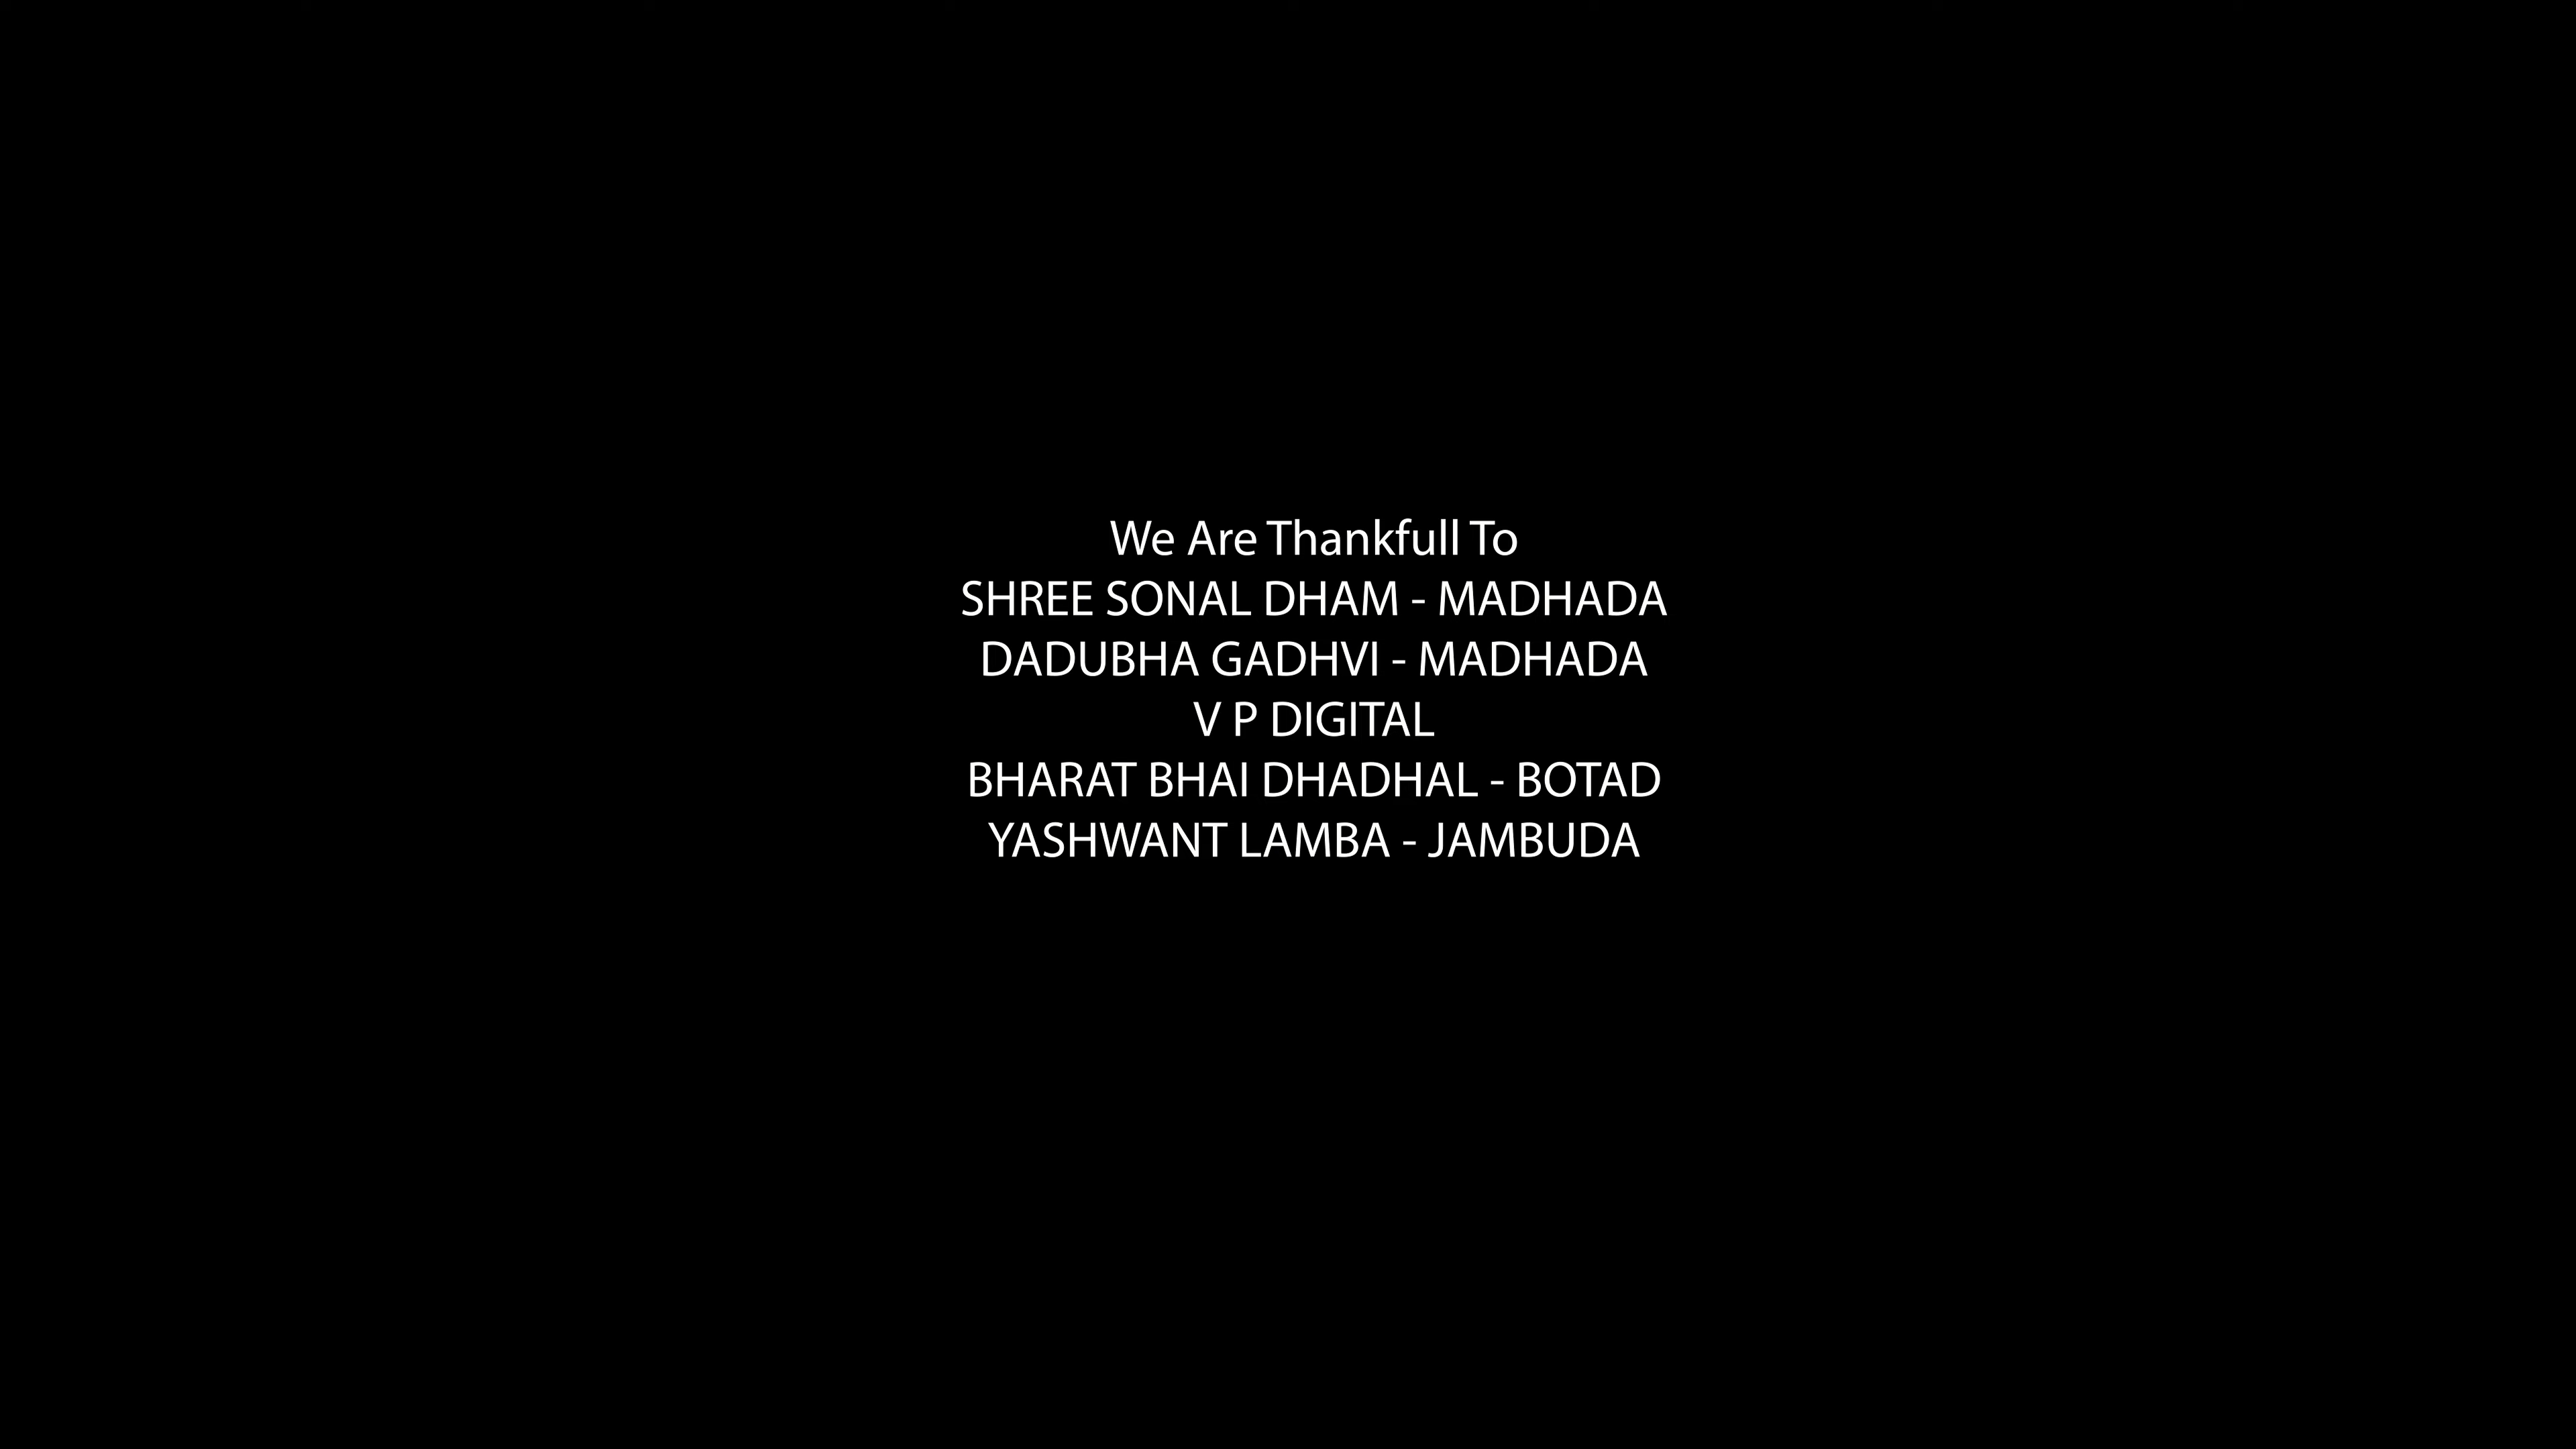 We Are Thankfull To
SHREE SONAL DHAM - MADHADA
DADUBHA GADHVI - MADHADA
V P DIGITAL
BHARAT BHAI DHADHAL - BOTAD
YASHWANT LAMBA - JAMBUDA